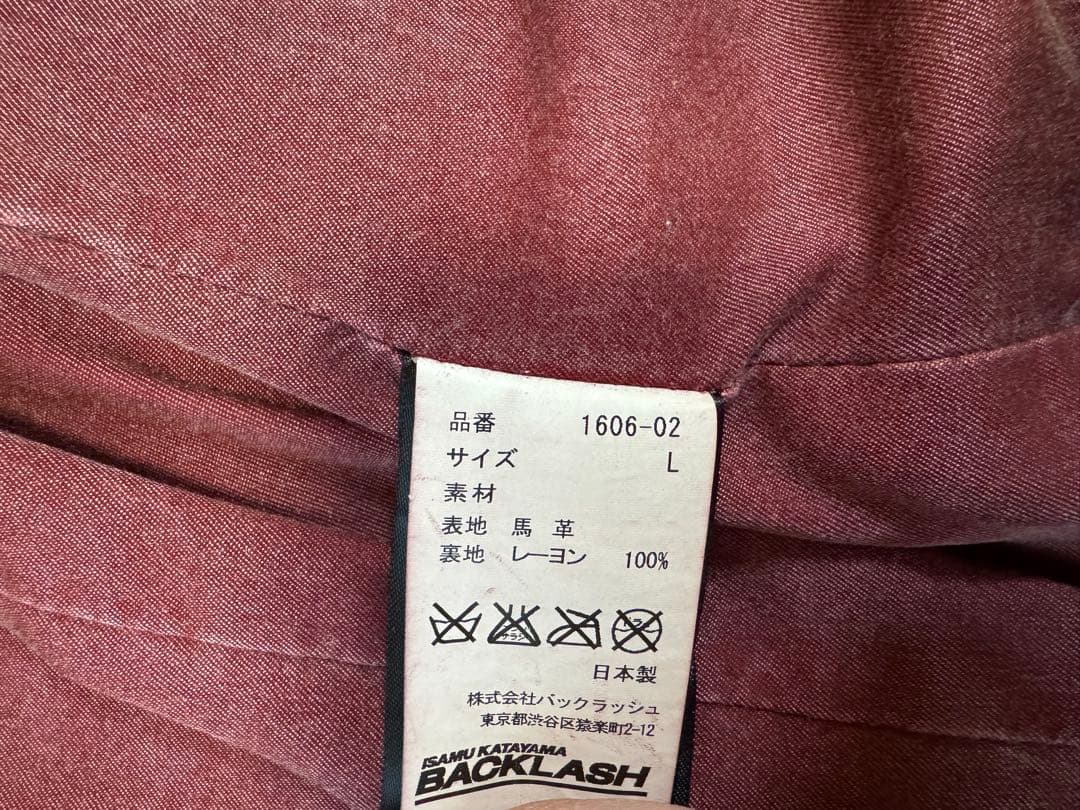 品番 1606-02
サイズ L
素材
表地 馬革
裏地 レーヨン 100%
日本製
株式会社バックラッシュ
東京都渋谷区猿楽町2-12
ISAMU KATAYAMA
BACKLASH